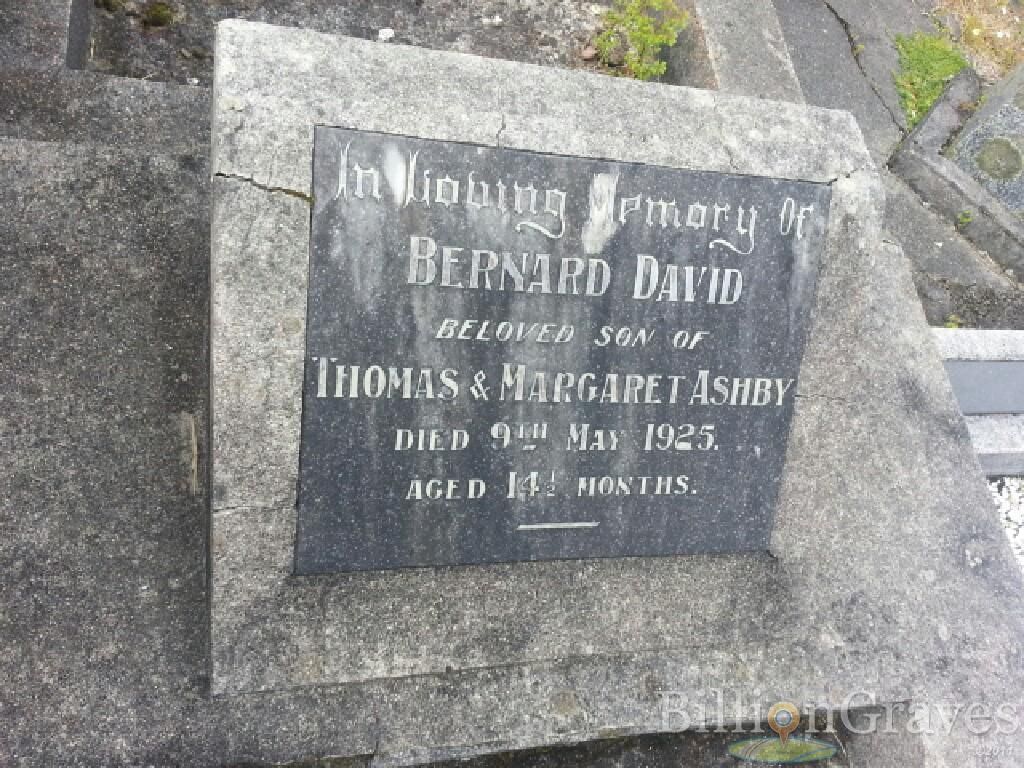 In Loving Memory Of
BERNARD DAVID
BELOVED SON OF
THOMAS & MARGARET ASHBY
DIED 9TH MAY 1925.
AGED 14½ MONTHS.
BillionGraves